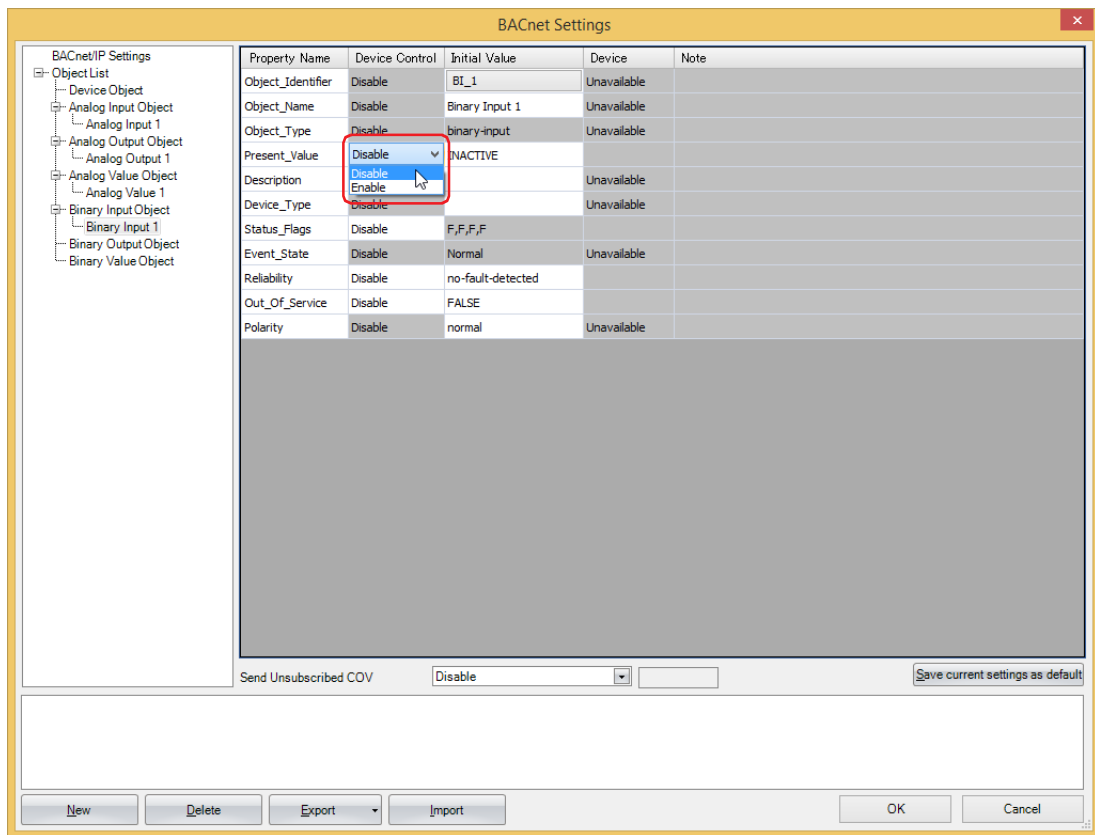 BACnet Settings
BACnet/IP Settings
Object List
Device Object
Analog Input Object
Analog Input 1
Analog Output Object
Analog Output 1
Analog Value Object
Analog Value 1
Binary Input Object
Binary Input 1
Binary Output Object
Binary Value Object
Property Name Device Control Initial Value Device Note
Object_Identifier Disable BI_1 Unavailable
Object_Name Disable Binary Input 1 Unavailable
Object_Type Disable binary-input Unavailable
Present_Value Disable INACTIVE
Disable
Enable
Description Unavailable
Device_Type Disable Unavailable
Status_Flags Disable F,F,F,F
Event_State Disable Normal Unavailable
Reliability Disable no-fault-detected
Out_Of_Service Disable FALSE
Polarity Disable normal Unavailable
Send Unsubscribed COV Disable Save current settings as default
New Delete Export Import OK Cancel